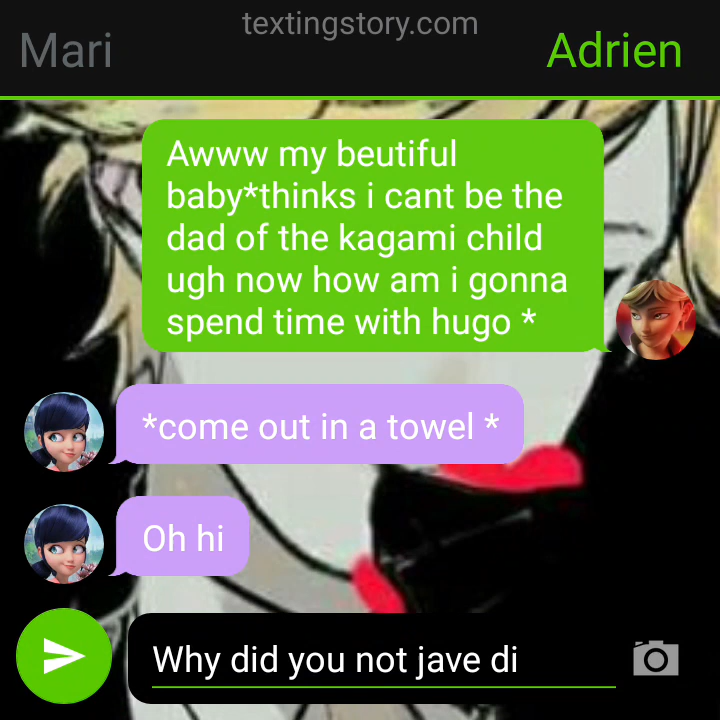 textingstory.com
Mari
Adrien
Awww my beutiful
baby*thinks i cant be the
dad of the kagami child
ugh now how am i gonna
spend time with hugo *
*come out in a towel *
Oh hi
Why did you not jave di